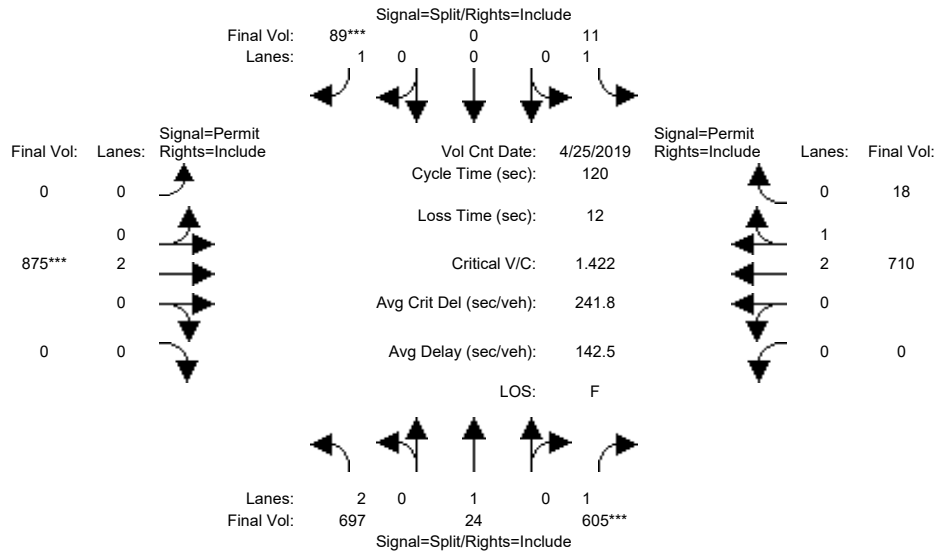 Signal=Split/Rights=Include
Final Vol: 89*** 0 11
Lanes: 1 0 0 0 1
Signal=Permit Signal=Permit
Final Vol: Lanes: Rights=Include Vol Cnt Date: 4/25/2019 Rights=Include Lanes: Final Vol:
Cycle Time (sec): 120
0 0 0 18
Loss Time (sec): 12
0 1
875*** 2 Critical V/C: 1.422 2 710
0 Avg Crit Del (sec/veh): 241.8 0
0 0 Avg Delay (sec/veh): 142.5 0 0
LOS: F
Lanes: 2 0 1 0 1
Final Vol: 697 24 605***
Signal=Split/Rights=Include